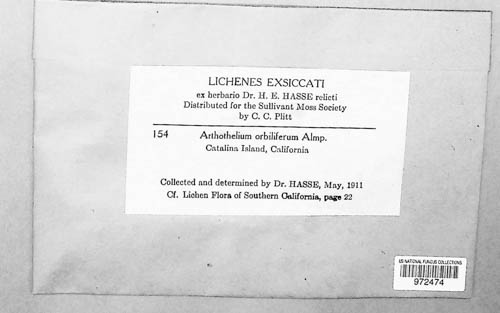 LICHENES EXSICCATI
ex herbario Dr. H. E. HASSE relicti
Distributed for the Sullivant Moss Society
by C. C. Plitt
154 Arthothelium orbiliferum Almp.
Catalina Island, California
Collected and determined by Dr. HASSE, May, 1911
Cf. Lichen Flora of Southern California, page 22
US NATIONAL FUNGUS COLLECTIONS
972474